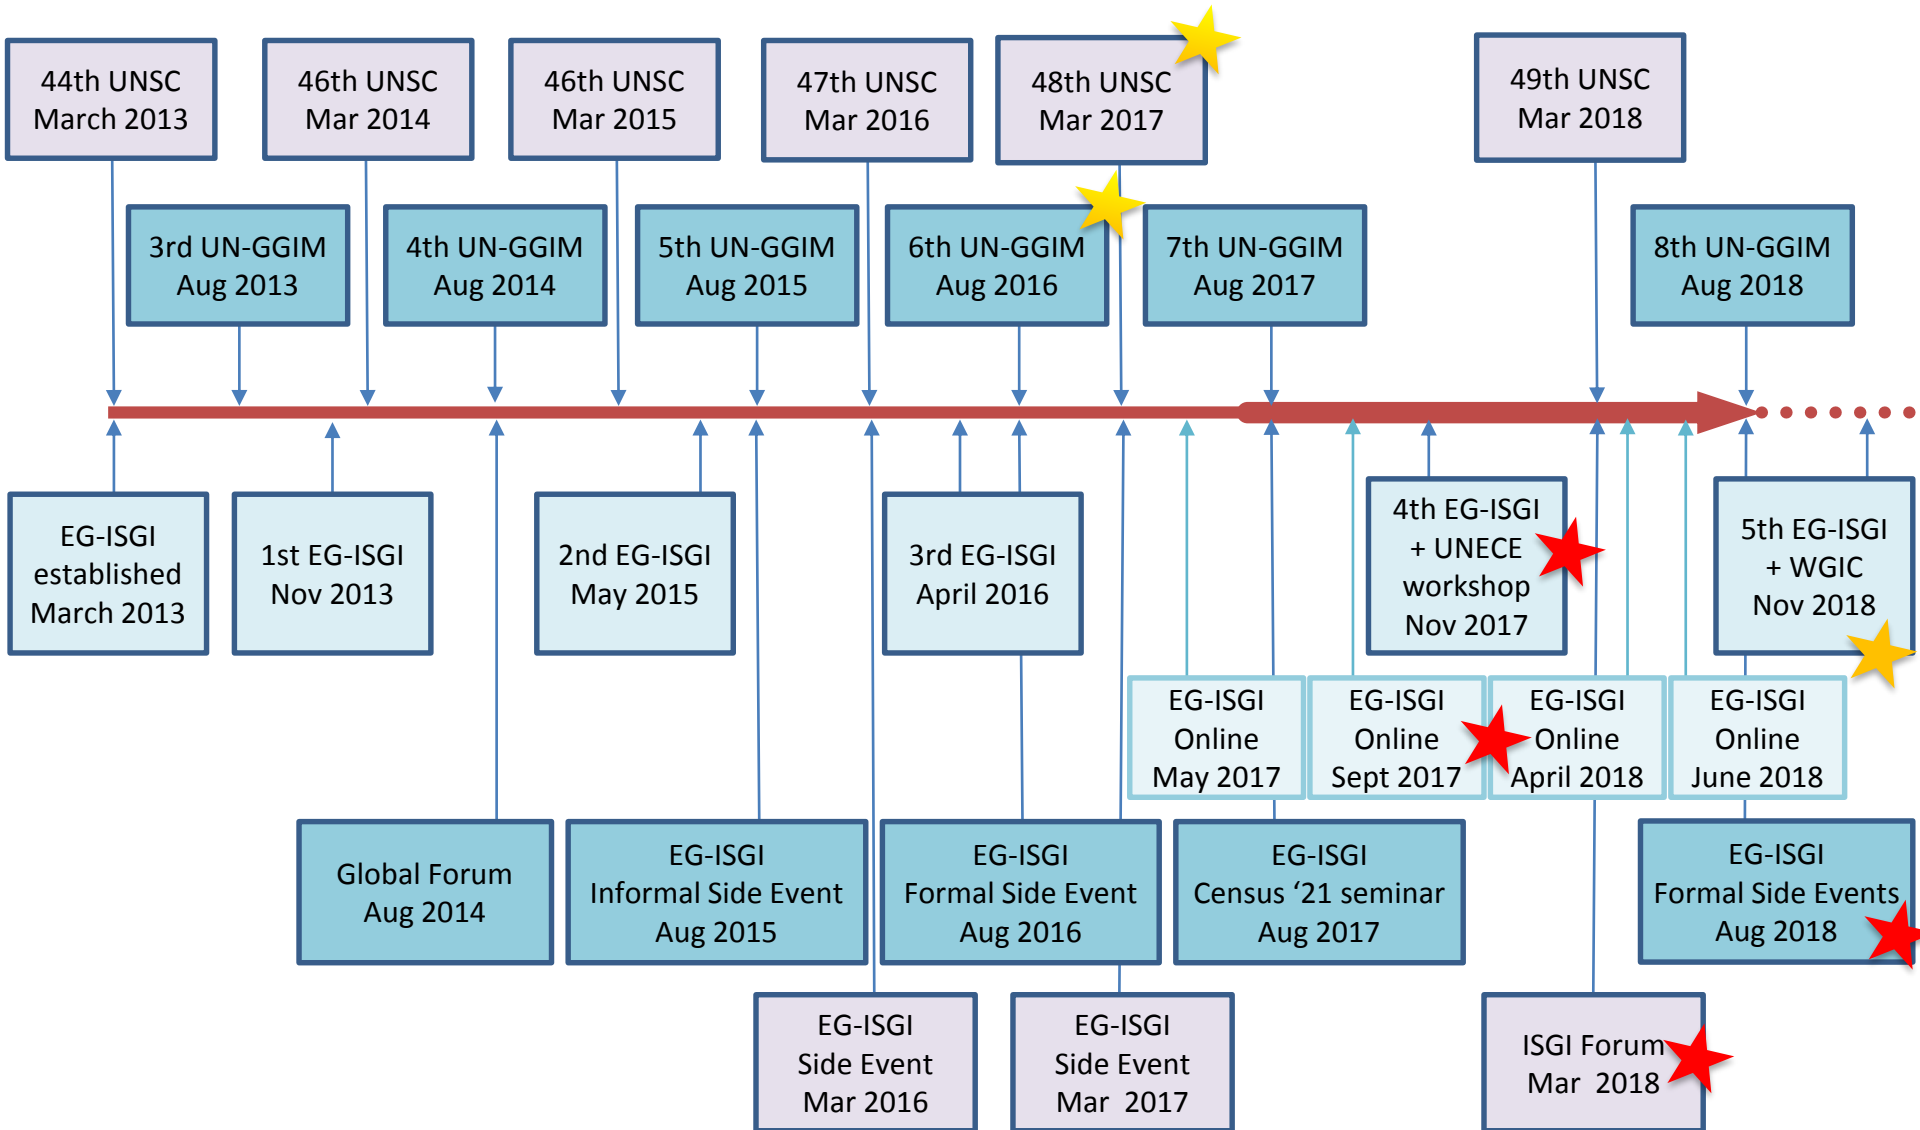 44th UNSC
March 2013
46th UNSC
Mar 2014
46th UNSC
Mar 2015
47th UNSC
Mar 2016
48th UNSC
Mar 2017
49th UNSC
Mar 2018
3rd UN-GGIM
Aug 2013
4th UN-GGIM
Aug 2014
5th UN-GGIM
Aug 2015
6th UN-GGIM
Aug 2016
7th UN-GGIM
Aug 2017
8th UN-GGIM
Aug 2018
EG-ISGI
established
March 2013
1st EG-ISGI
Nov 2013
2nd EG-ISGI
May 2015
3rd EG-ISGI
April 2016
4th EG-ISGI
+ UNECE
workshop
Nov 2017
5th EG-ISGI
+ WGIC
Nov 2018
EG-ISGI
Online
May 2017
EG-ISGI
Online
Sept 2017
EG-ISGI
Online
April 2018
EG-ISGI
Online
June 2018
Global Forum
Aug 2014
EG-ISGI
Informal Side Event
Aug 2015
EG-ISGI
Formal Side Event
Aug 2016
EG-ISGI
Census ‘21 seminar
Aug 2017
EG-ISGI
Formal Side Events
Aug 2018
EG-ISGI
Side Event
Mar 2016
EG-ISGI
Side Event
Mar 2017
ISGI Forum
Mar 2018